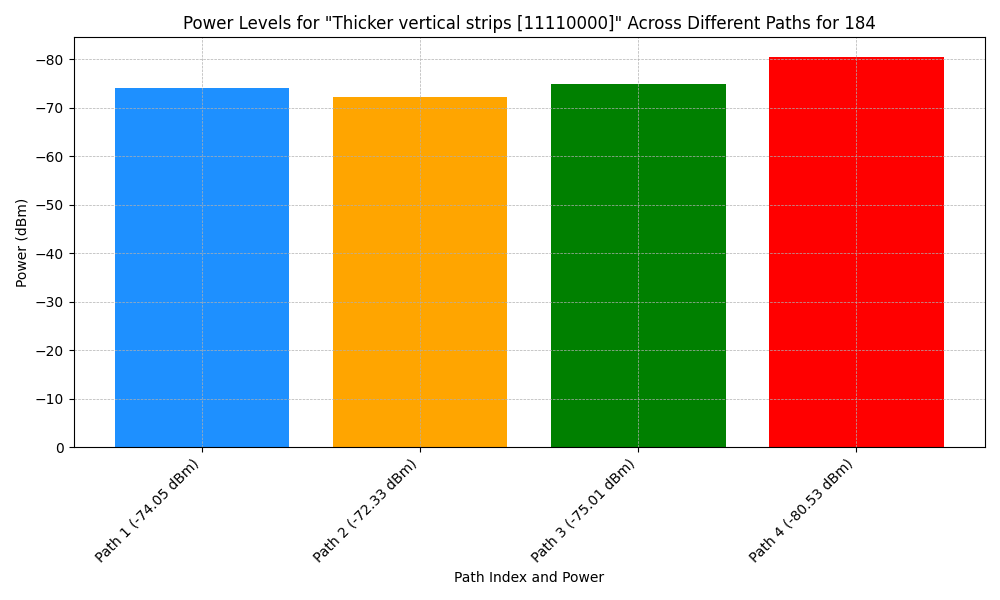 Power Levels for "Thicker vertical strips [11110000]" Across Different Paths for 184
Power (dBm)
−80
−70
−60
−50
−40
−30
−20
−10
0
Path 1 (-74.05 dBm)
Path 2 (-72.33 dBm)
Path 3 (-75.01 dBm)
Path 4 (-80.53 dBm)
Path Index and Power